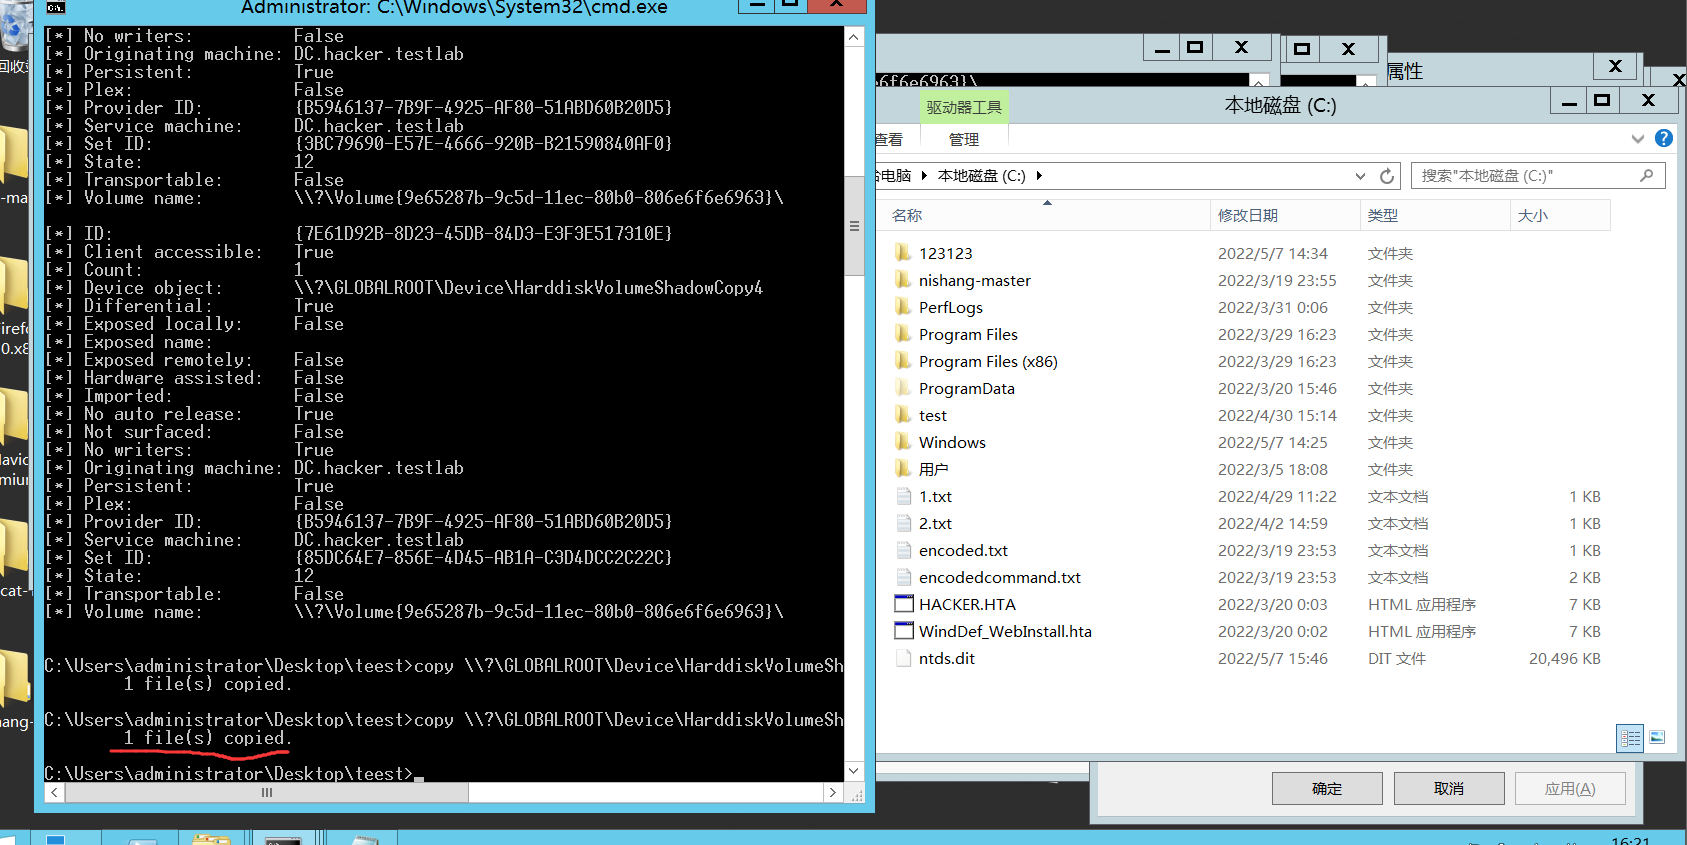 Administrator: C:\Windows\System32\cmd.exe
[*] No writers: False
[*] Originating machine: DC.hacker.testlab
[*] Persistent: True
[*] Plex: False
[*] Provider ID: {B5946137-7B9F-4925-AF80-51ABD60B20D5}
[*] Service machine: DC.hacker.testlab
[*] Set ID: {3BC79690-E57E-4666-920B-B21590840AF0}
[*] State: 12
[*] Transportable: False
[*] Volume name: \\?\Volume{9e65287b-9c5d-11ec-80b0-806e6f6e6963}\
[*] ID: {7E61D92B-8D23-45DB-84D3-E3F3E517310E}
[*] Client accessible: True
[*] Count: 1
[*] Device object: \\?\GLOBALROOT\Device\HarddiskVolumeShadowCopy4
[*] Differential: True
[*] Exposed locally: False
[*] Exposed name:
[*] Exposed remotely: False
[*] Hardware assisted: False
[*] Imported: False
[*] No auto release: True
[*] Not surfaced: False
[*] No writers: True
[*] Originating machine: DC.hacker.testlab
[*] Persistent: True
[*] Plex: False
[*] Provider ID: {B5946137-7B9F-4925-AF80-51ABD60B20D5}
[*] Service machine: DC.hacker.testlab
[*] Set ID: {85DC64E7-856E-4D45-AB1A-C3D4DCC2C22C}
[*] State: 12
[*] Transportable: False
[*] Volume name: \\?\Volume{9e65287b-9c5d-11ec-80b0-806e6f6e6963}\
C:\Users\administrator\Desktop\teest>copy \\?\GLOBALROOT\Device\HarddiskVolumeSh
1 file(s) copied.
C:\Users\administrator\Desktop\teest>copy \\?\GLOBALROOT\Device\HarddiskVolumeSh
1 file(s) copied.
C:\Users\administrator\Desktop\teest>
6f6e6963}\
属性
驱动器工具 本地磁盘 (C:)
查看 管理
电脑 本地磁盘 (C:) 搜索"本地磁盘 (C:)"
名称 修改日期 类型 大小
123123 2022/5/7 14:34 文件夹
nishang-master 2022/3/19 23:55 文件夹
PerfLogs 2022/3/31 0:06 文件夹
Program Files 2022/3/29 16:23 文件夹
Program Files (x86) 2022/3/29 16:23 文件夹
ProgramData 2022/3/20 15:46 文件夹
test 2022/4/30 15:14 文件夹
Windows 2022/5/7 14:25 文件夹
用户 2022/3/5 18:08 文件夹
1.txt 2022/4/29 11:22 文本文档 1 KB
2.txt 2022/4/2 14:59 文本文档 1 KB
encoded.txt 2022/3/19 23:53 文本文档 1 KB
encodedcommand.txt 2022/3/19 23:53 文本文档 2 KB
HACKER.HTA 2022/3/20 0:03 HTML 应用程序 7 KB
WindDef_WebInstall.hta 2022/3/20 0:02 HTML 应用程序 7 KB
ntds.dit 2022/5/7 15:46 DIT 文件 20,496 KB
确定 取消 应用(A)
16:21
回收
-ma
iref
0.x8
avic
miu
cat-
ang-